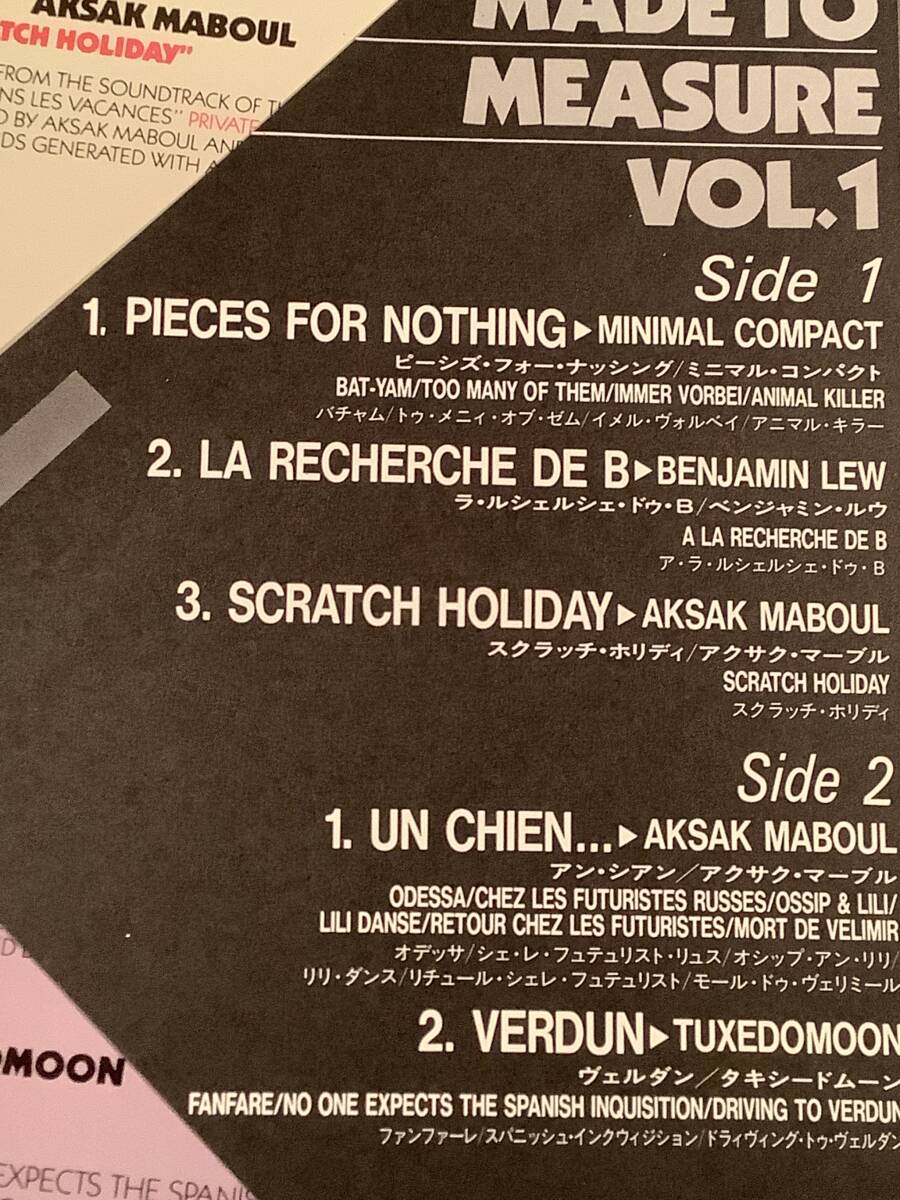 AKSAK MABOUL
TCH HOLIDAY"
FROM THE SOUNDTRACK OF
NS LES VACANCES" PRIVATE
BY AKSAK MABOUL AN
DS GENERATED WITH A
MADE TO
MEASURE
VOL.1
Side 1
1. PIECES FOR NOTHING▶MINIMAL COMPACT
ピーシズ・フォー・ナッシング/ミニマル・コンパクト
BAT-YAM/TOO MANY OF THEM/IMMER VORBEI/ANIMAL KILLER
バチャム/トゥ・メニィ・オブ・ゼム/イメル・ヴォルベイ/アニマル・キラー
2. LA RECHERCHE DE B▶BENJAMIN LEW
ラ・ルシェルシェ・ドゥ・B/ベンジャミン・ルウ
A LA RECHERCHE DE B
ア・ラ・ルシェルシェ・ドゥ・B
3. SCRATCH HOLIDAY▶AKSAK MABOUL
スクラッチ・ホリディ/アクサク・マーブル
SCRATCH HOLIDAY
スクラッチ・ホリディ
Side 2
1. UN CHIEN...▶AKSAK MABOUL
アン・シアン/アクサク・マーブル
ODESSA/CHEZ LES FUTURISTES RUSSES/OSSIP & LILI/
LILI DANSE/RETOUR CHEZ LES FUTURISTES/MORT DE VELIMIR
オデッサ/シェ・レ・フュテュリスト・リュス/オシップ・アン・リリ/
リリ・ダンス/リチュール・シェレ・フュテュリスト/モール・ドゥ・ヴェリミール
2. VERDUN▶TUXEDOMOON
ヴェルダン/タキシードムーン
FANFARE/NO ONE EXPECTS THE SPANISH INQUISITION/DRIVING TO VERDUN
ファンファーレ/スパニッシュ・インクウィジション/ドライヴィング・トゥ・ヴェルダン
OMOON
EXPECTS THE SPANIS